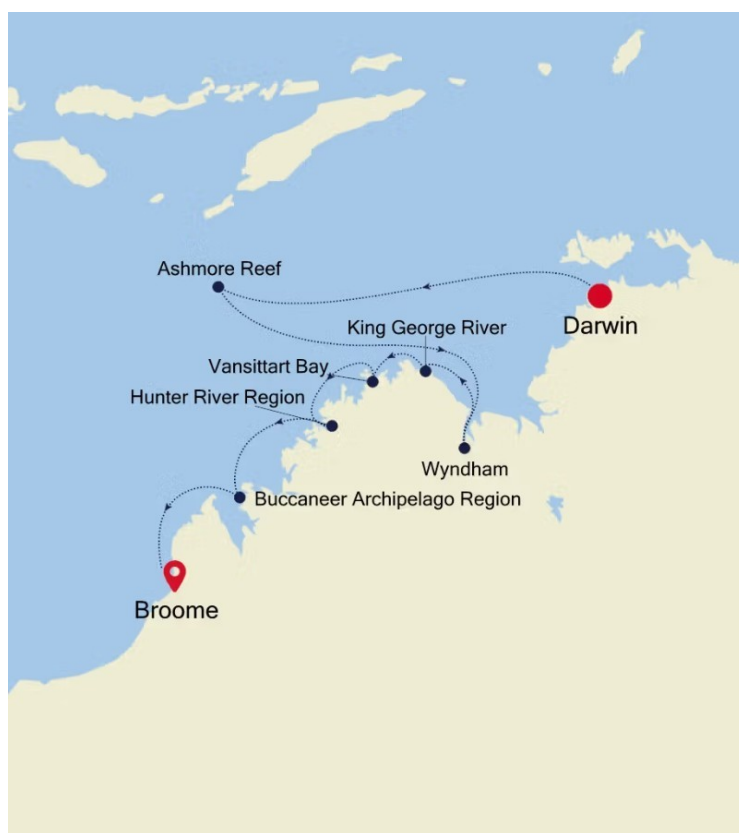 Ashmore Reef
Darwin
King George River
Vansittart Bay
Hunter River Region
Wyndham
Buccaneer Archipelago Region
Broome